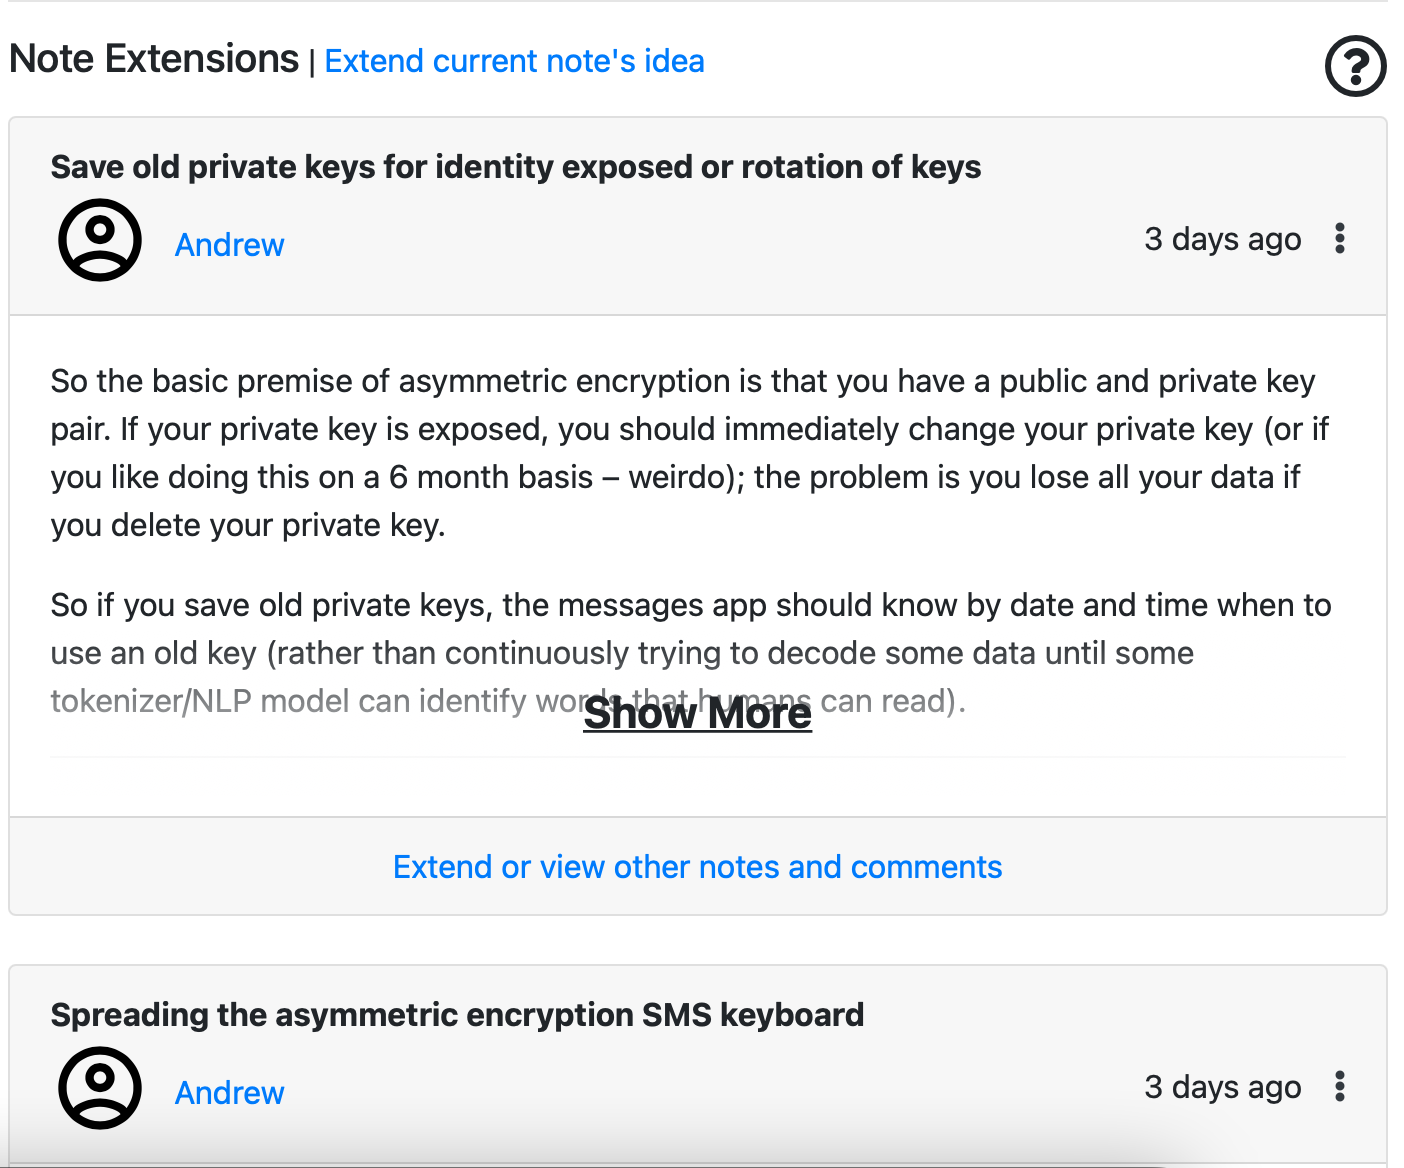 Note Extensions | Extend current note's idea
Save old private keys for identity exposed or rotation of keys
Andrew
3 days ago
So the basic premise of asymmetric encryption is that you have a public and private key
pair. If your private key is exposed, you should immediately change your private key (or if
you like doing this on a 6 month basis – weirdo); the problem is you lose all your data if
you delete your private key.
So if you save old private keys, the messages app should know by date and time when to
use an old key (rather than continuously trying to decode some data until some
tokenizer/NLP model can identify words that humans can read).
Show More
Extend or view other notes and comments
Spreading the asymmetric encryption SMS keyboard
Andrew
3 days ago